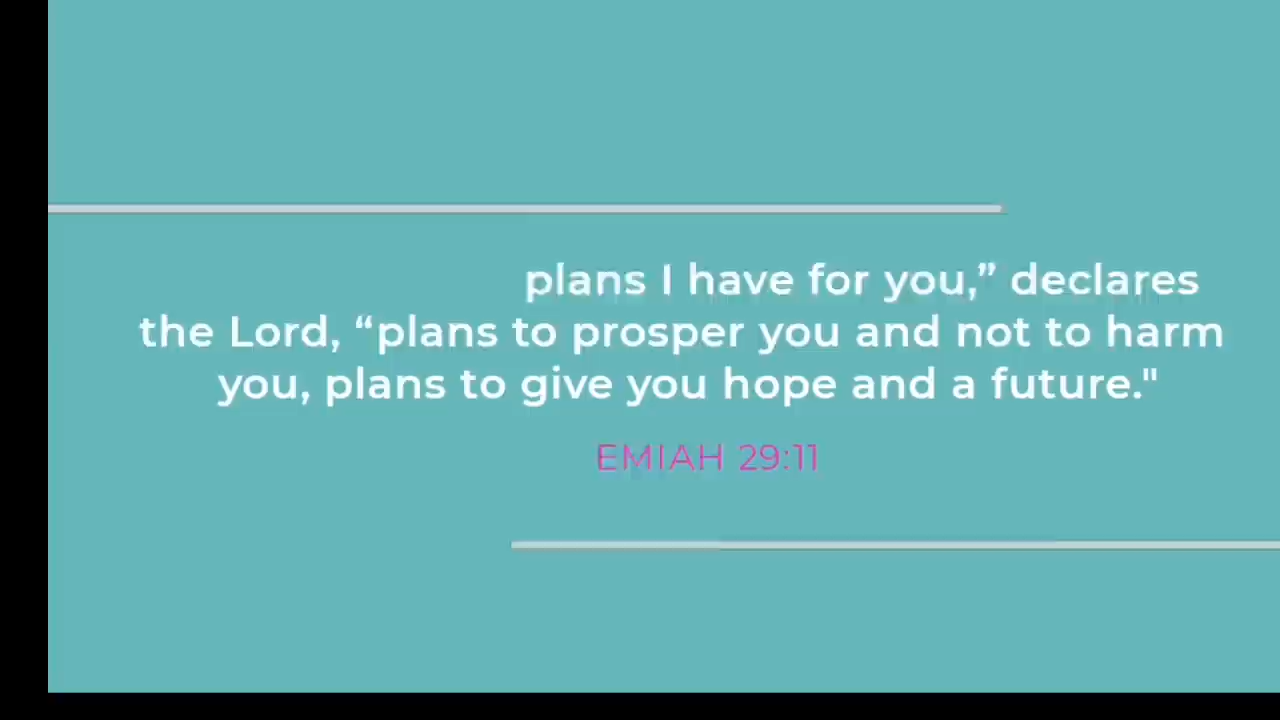 plans I have for you,” declares
the Lord, “plans to prosper you and not to harm
you, plans to give you hope and a future."
EMIAH 29:11